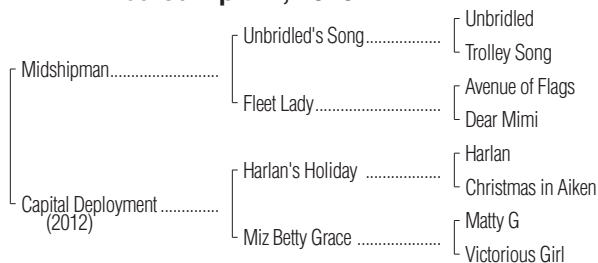 Unbridled
Unbridled's Song....................
Trolley Song
Midshipman.............................
Avenue of Flags
Fleet Lady..................................
Dear Mimi
Harlan
Harlan's Holiday ....................
Christmas in Aiken
Capital Deployment ...............
(2012)
Matty G
Miz Betty Grace ......................
Victorious Girl